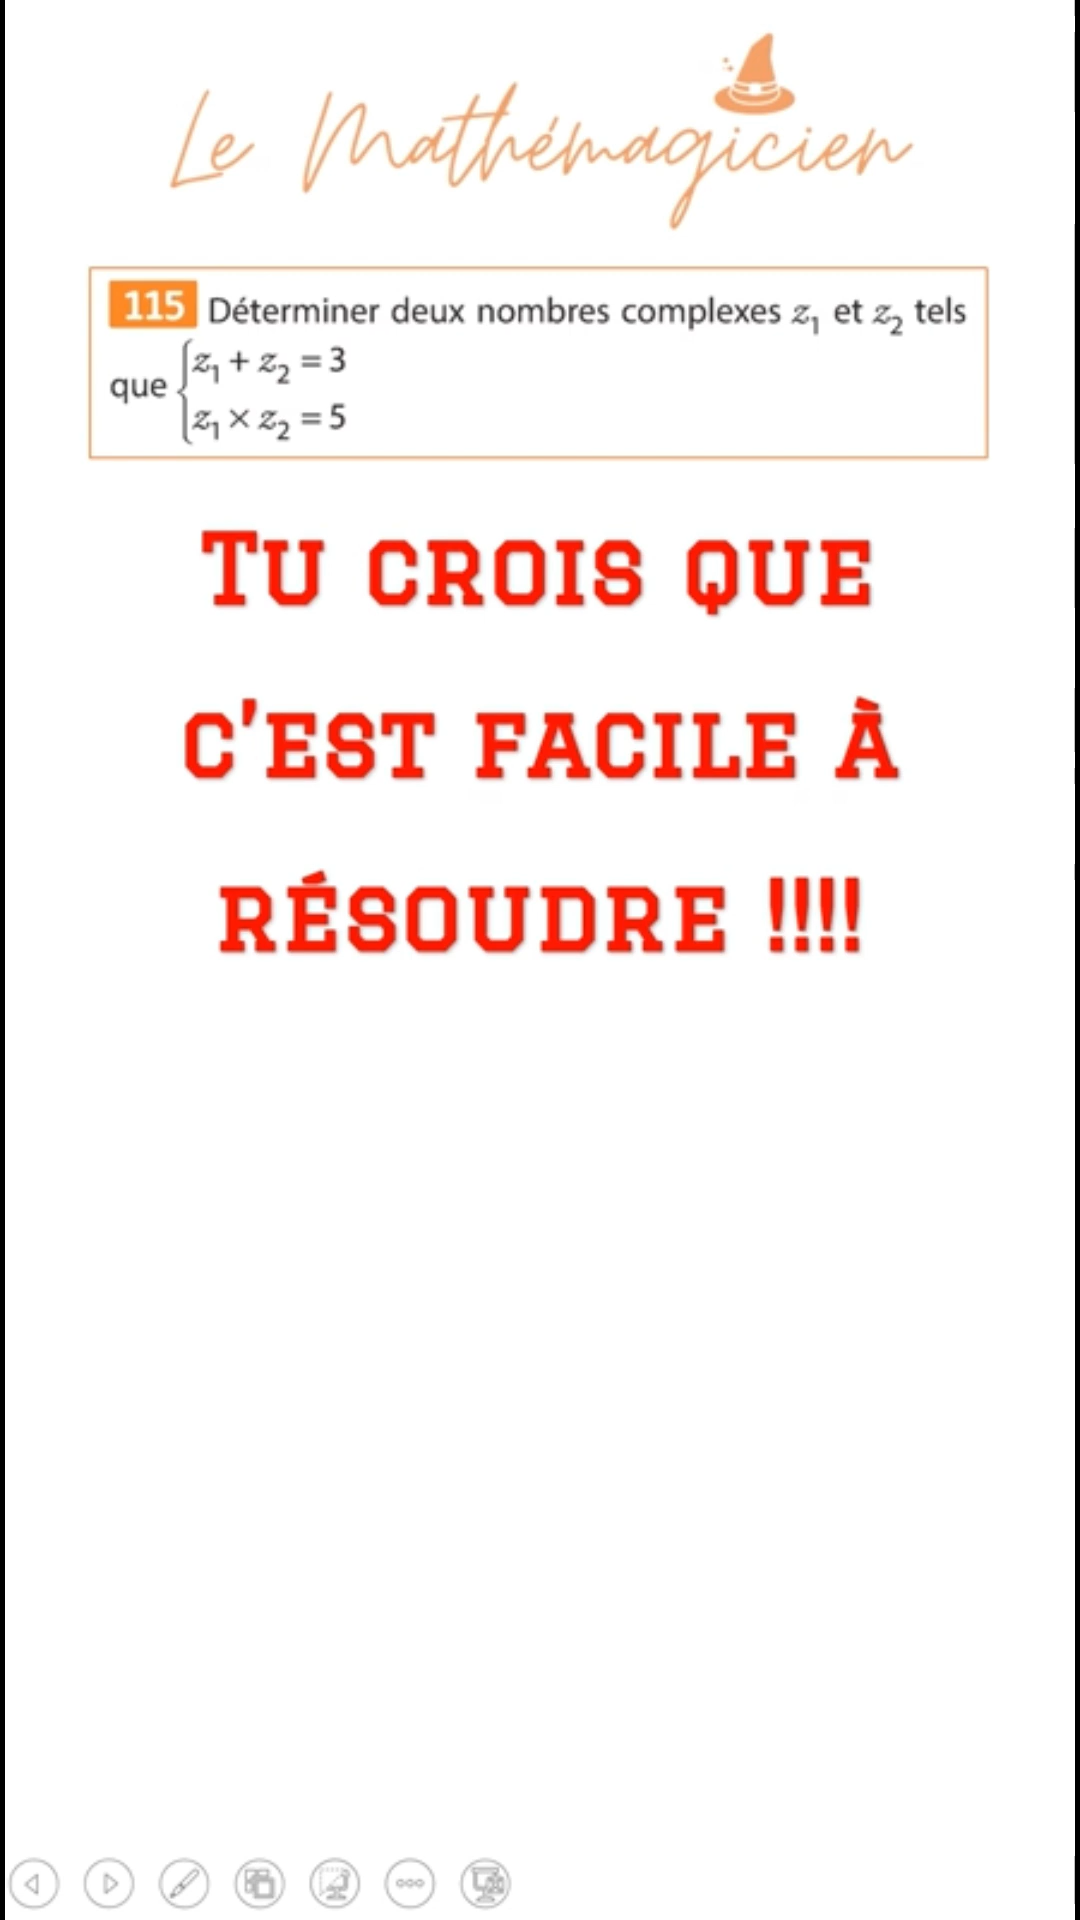 Le Mathémagicien
115 Déterminer deux nombres complexes z₁ et z₂ tels
que { z₁ + z₂ = 3
z₁ × z₂ = 5
TU CROIS QUE
C'EST FACILE À
RÉSOUDRE !!!!